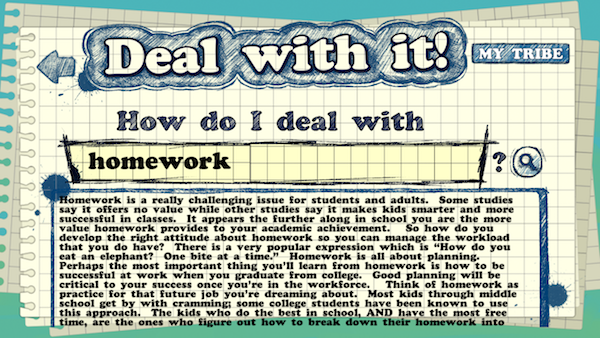 Deal with it!
MY TRIBE
How do I deal with
homework ?
Homework is a really challenging issue for students and adults. Some studies
say it offers no value while other studies say it makes kids smarter and more
successful in classes. It appears the further along in school you are the more
value homework provides to your academic achievement. So how do you
develop the right attitude about homework so you can manage the workload
that you do have? There is a very popular expression which is “How do you
eat an elephant? One bite at a time.” Homework is all about planning.
Perhaps the most important thing you'll learn from homework is how to be
successful at work when you graduate from college. Good planning will be
critical to your success once you're in the workforce. Think of homework as
practice for that future job you're dreaming about. Most kids through middle
school get by with cramming; some college students have been known to use
this approach. The kids who do the best in school, AND have the most free
time, are the ones who figure out how to break down their homework into